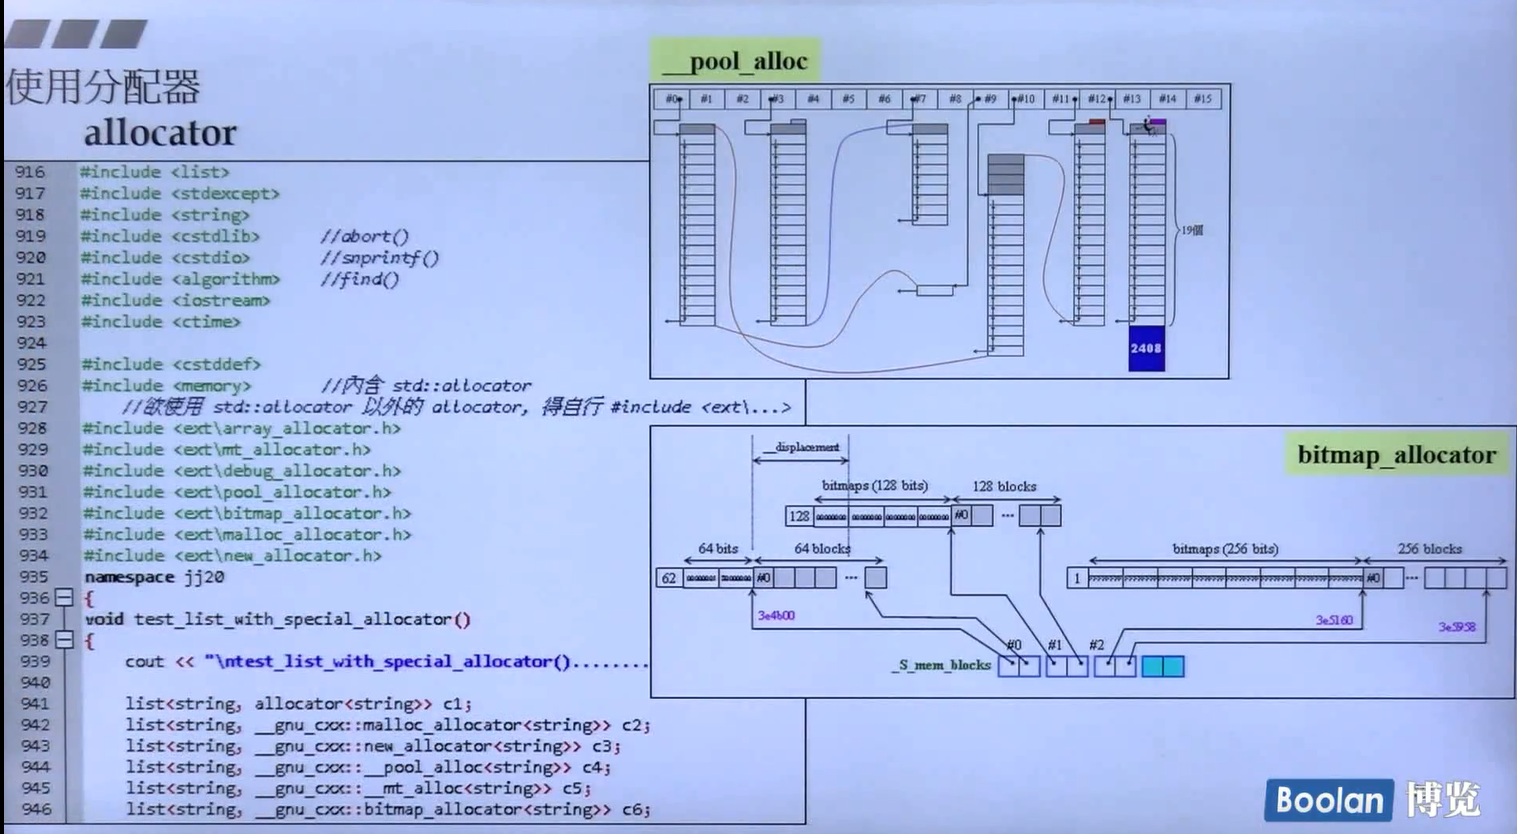 使用分配器
allocator
916 #include <list>
917 #include <stdexcept>
918 #include <string>
919 #include <cstdlib> //abort()
920 #include <cstdio> //snprintf()
921 #include <algorithm> //find()
922 #include <iostream>
923 #include <ctime>
924
925 #include <cstddef>
926 #include <memory> //內含 std::allocator
927 //欲使用 std::allocator 以外的 allocator, 得自行 #include <ext\...>
928 #include <ext\array_allocator.h>
929 #include <ext\mt_allocator.h>
930 #include <ext\debug_allocator.h>
931 #include <ext\pool_allocator.h>
932 #include <ext\bitmap_allocator.h>
933 #include <ext\malloc_allocator.h>
934 #include <ext\new_allocator.h>
935 namespace jj20
936 {
937 void test_list_with_special_allocator()
938 {
939 cout << "\ntest_list_with_special_allocator()........
940
941 list<string, allocator<string>> c1;
942 list<string, __gnu_cxx::malloc_allocator<string>> c2;
943 list<string, __gnu_cxx::new_allocator<string>> c3;
944 list<string, __gnu_cxx::__pool_alloc<string>> c4;
945 list<string, __gnu_cxx::__mt_alloc<string>> c5;
946 list<string, __gnu_cxx::bitmap_allocator<string>> c6;
__pool_alloc
#0 #1 #2 #3 #4 #5 #6 #7 #8 #9 #10 #11 #12 #13 #14 #15
19個
2408
bitmap_allocator
__displacement
bitmaps (128 bits) 128 blocks
128 #0 ...
64 bits 64 blocks
62 #0 ...
bitmaps (256 bits) 256 blocks
1 #0 ...
3e4b00
3e5160
3e5958
#0 #1 #2
_S_mem_blocks
Boolan 博览